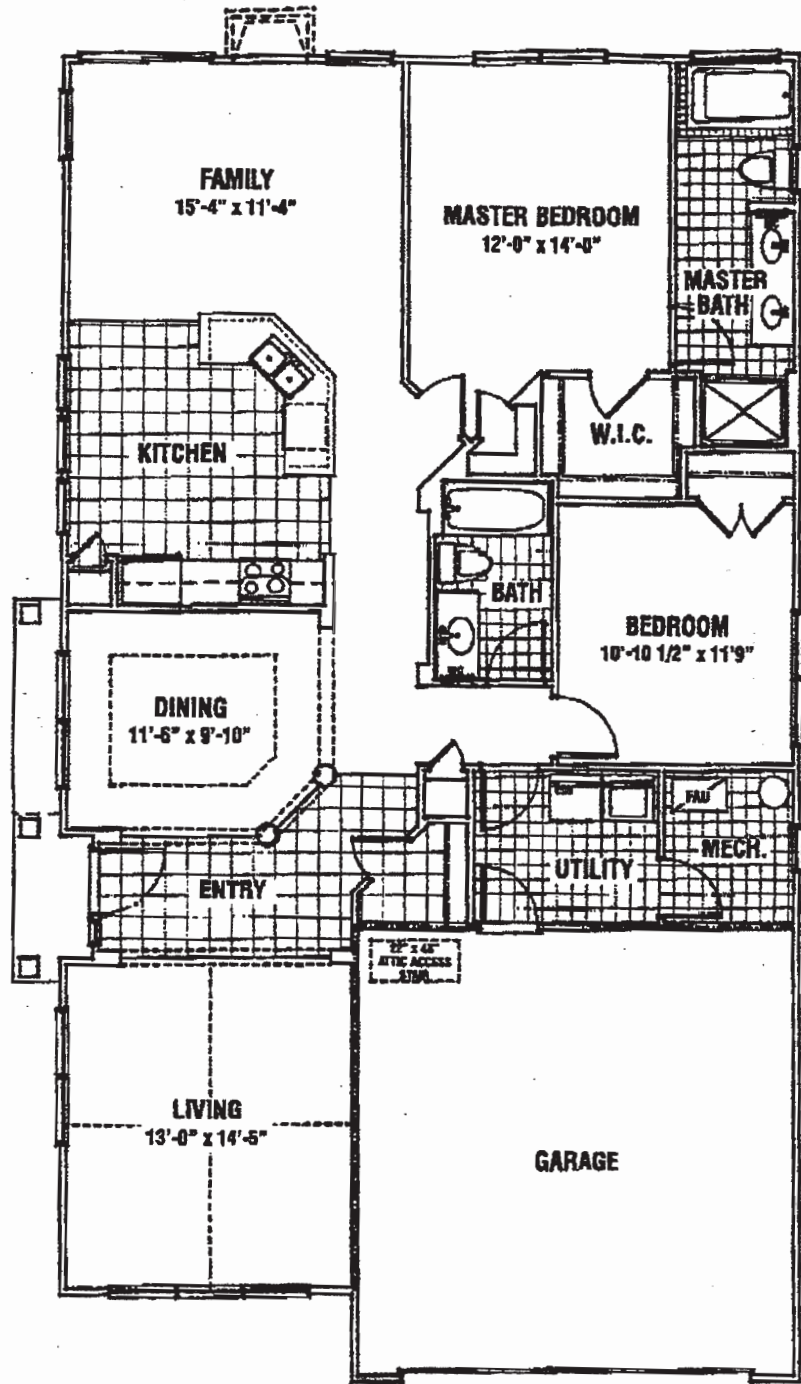 FAMILY
15'-4" x 11'-4"
MASTER BEDROOM
12'-0" x 14'-0"
MASTER
BATH
W.I.C.
KITCHEN
BATH
BEDROOM
10'-10 1/2" x 11'9"
DINING
11'-6" x 9'-10"
FAU
MECH.
UTILITY
ENTRY
22" x 48"
ATTIC ACCESS
LIVING
13'-0" x 14'-5"
GARAGE